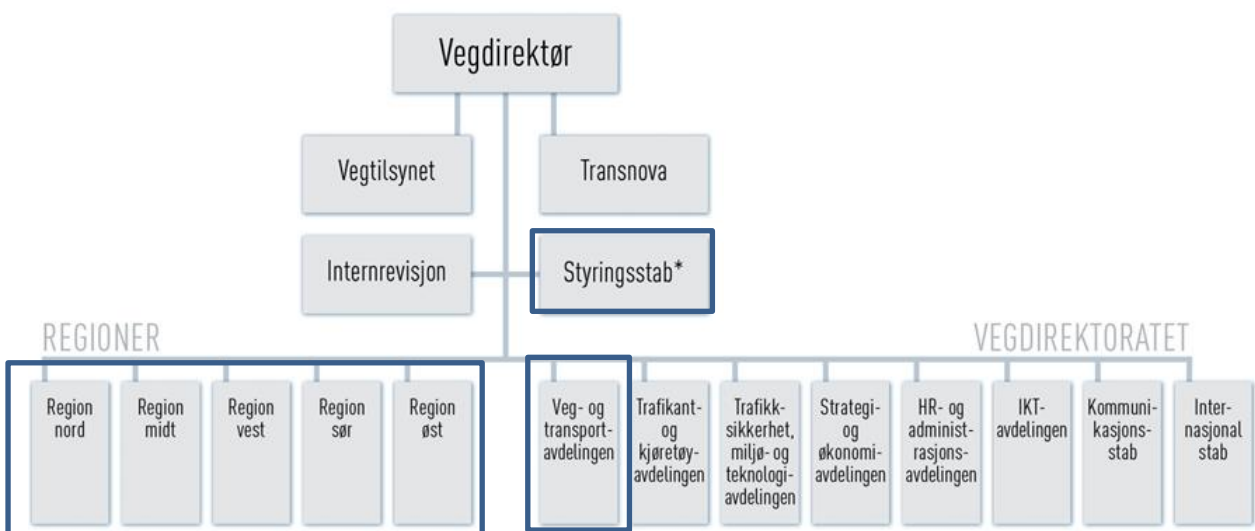 Vegdirektør
Vegtilsynet
Transnova
Internrevisjon
Styringsstab*
REGIONER
VEGDIREKTORATET
Region
nord
Region
midt
Region
vest
Region
sør
Region
øst
Veg- og
transport-
avdelingen
Trafikant-
og
kjøretøy-
avdelingen
Trafikk-
sikkerhet,
miljø- og
teknologi-
avdelingen
Strategi-
og
økonomi-
avdelingen
HR- og
administ-
rasjons-
avdelingen
IKT-
avdelingen
Kommuni-
kasjons-
stab
Inter-
nasjonal
stab